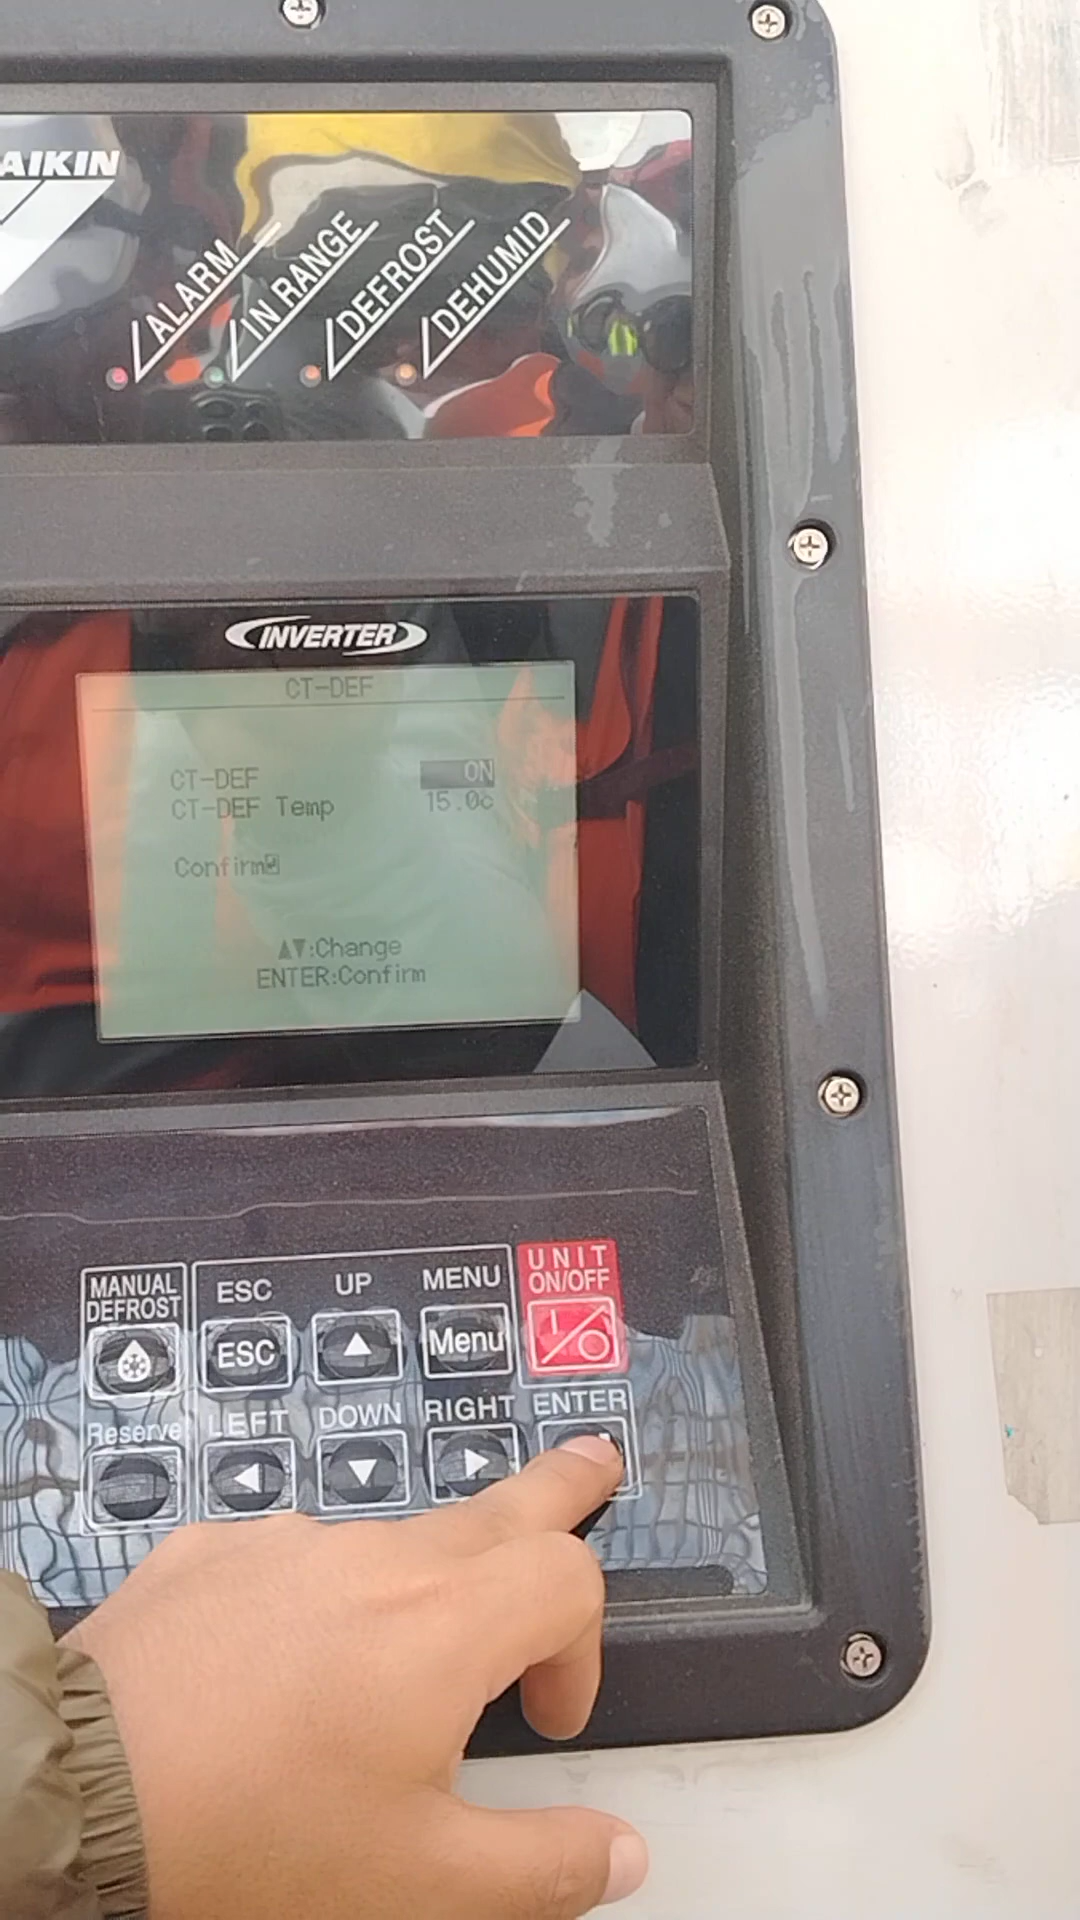 AIKIN
ALARM
IN RANGE
DEFROST
DEHUMID
INVERTER
CT-DEF
CT-DEF ON
CT-DEF Temp 15.0c
Confirm
▲▼:Change
ENTER:Confirm
MANUAL DEFROST
ESC
UP
MENU
UNIT ON/OFF
ESC
Menu
Reserve
LEFT
DOWN
RIGHT
ENTER